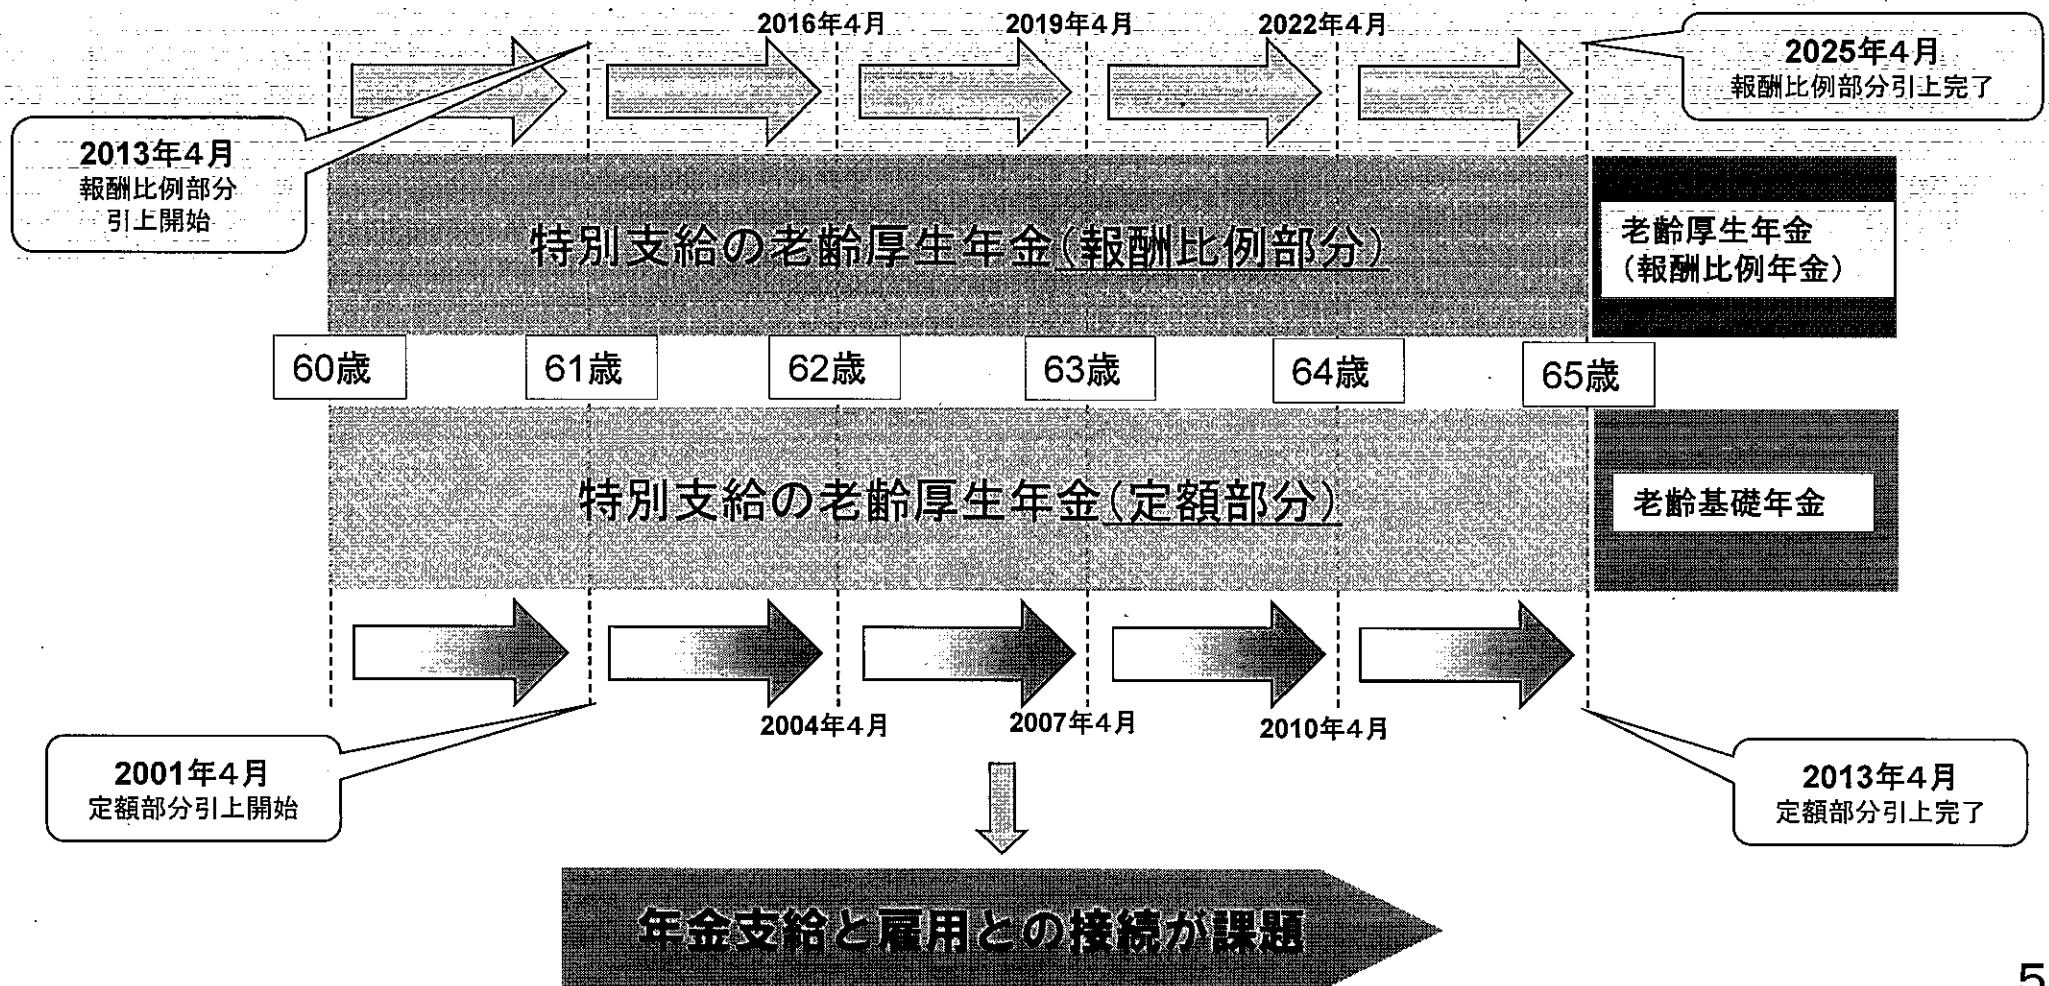 2016年4月
2019年4月
2022年4月
2025年4月
報酬比例部分引上完了
2013年4月
報酬比例部分
引上開始
特別支給の老齢厚生年金(報酬比例部分)
老齢厚生年金
(報酬比例年金)
60歳
61歳
62歳
63歳
64歳
65歳
特別支給の老齢厚生年金(定額部分)
老齢基礎年金
2004年4月
2007年4月
2010年4月
2001年4月
定額部分引上開始
2013年4月
定額部分引上完了
年金支給と雇用との接続が課題
5